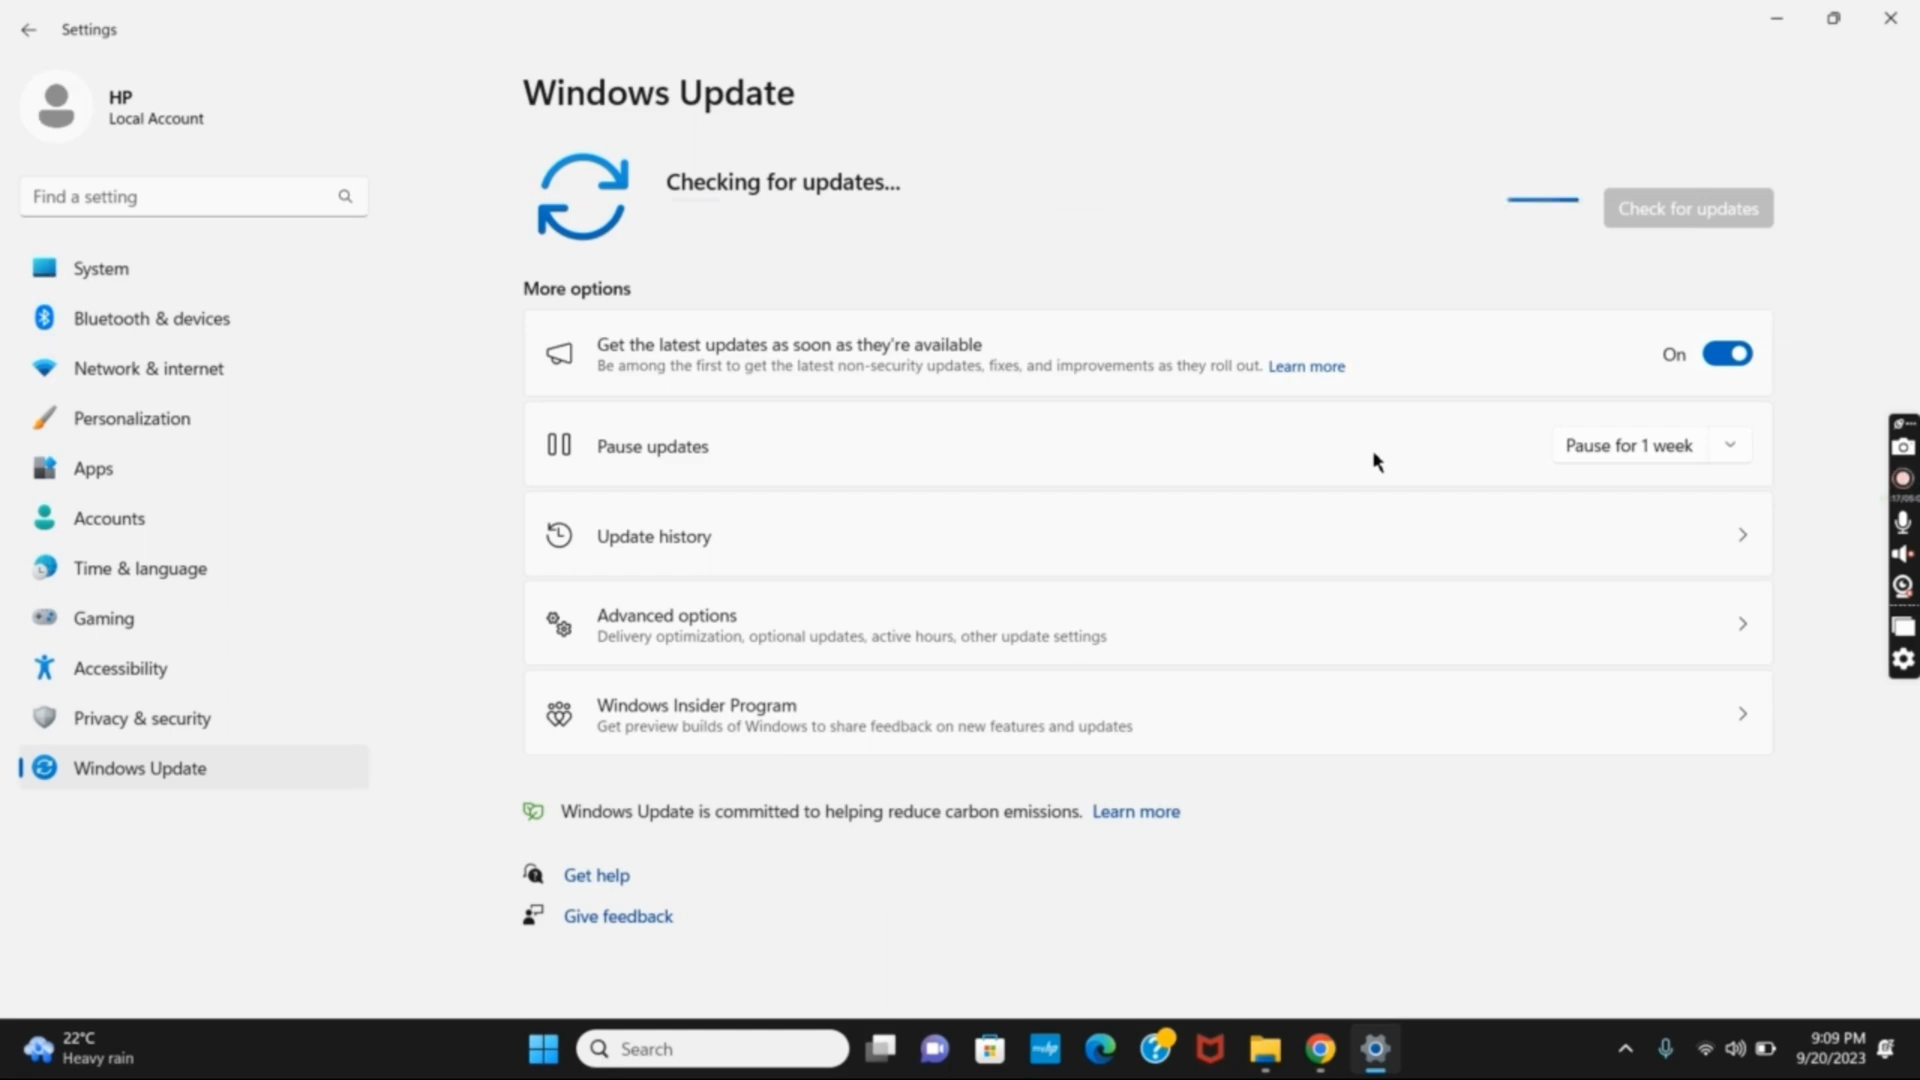 Settings
HP
Local Account
Find a setting
System
Bluetooth & devices
Network & internet
Personalization
Apps
Accounts
Time & language
Gaming
Accessibility
Privacy & security
Windows Update
Windows Update
Checking for updates...
Check for updates
More options
Get the latest updates as soon as they're available
Be among the first to get the latest non-security updates, fixes, and improvements as they roll out. Learn more
On
Pause updates
Pause for 1 week
Update history
Advanced options
Delivery optimization, optional updates, active hours, other update settings
Windows Insider Program
Get preview builds of Windows to share feedback on new features and updates
Windows Update is committed to helping reduce carbon emissions. Learn more
Get help
Give feedback
22°C
Heavy rain
Search
myhp
9:09 PM
9/20/2023